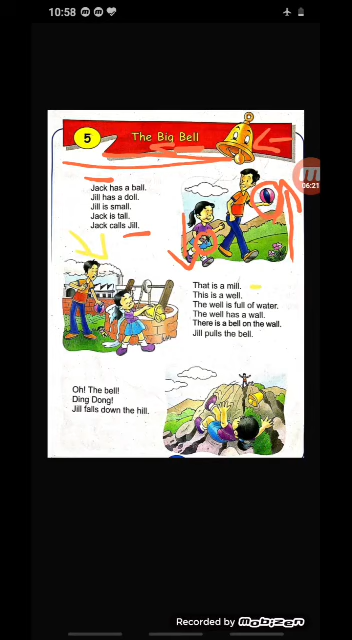 10:58
06:21
5
The Big Bell
Jack has a ball.
Jill has a doll.
Jill is small.
Jack is tall.
Jack calls Jill.
That is a mill.
This is a well.
The well is full of water.
The well has a wall.
There is a bell on the wall.
Jill pulls the bell.
Oh! The bell!
Ding Dong!
Jill falls down the hill.
Recorded by mobizen